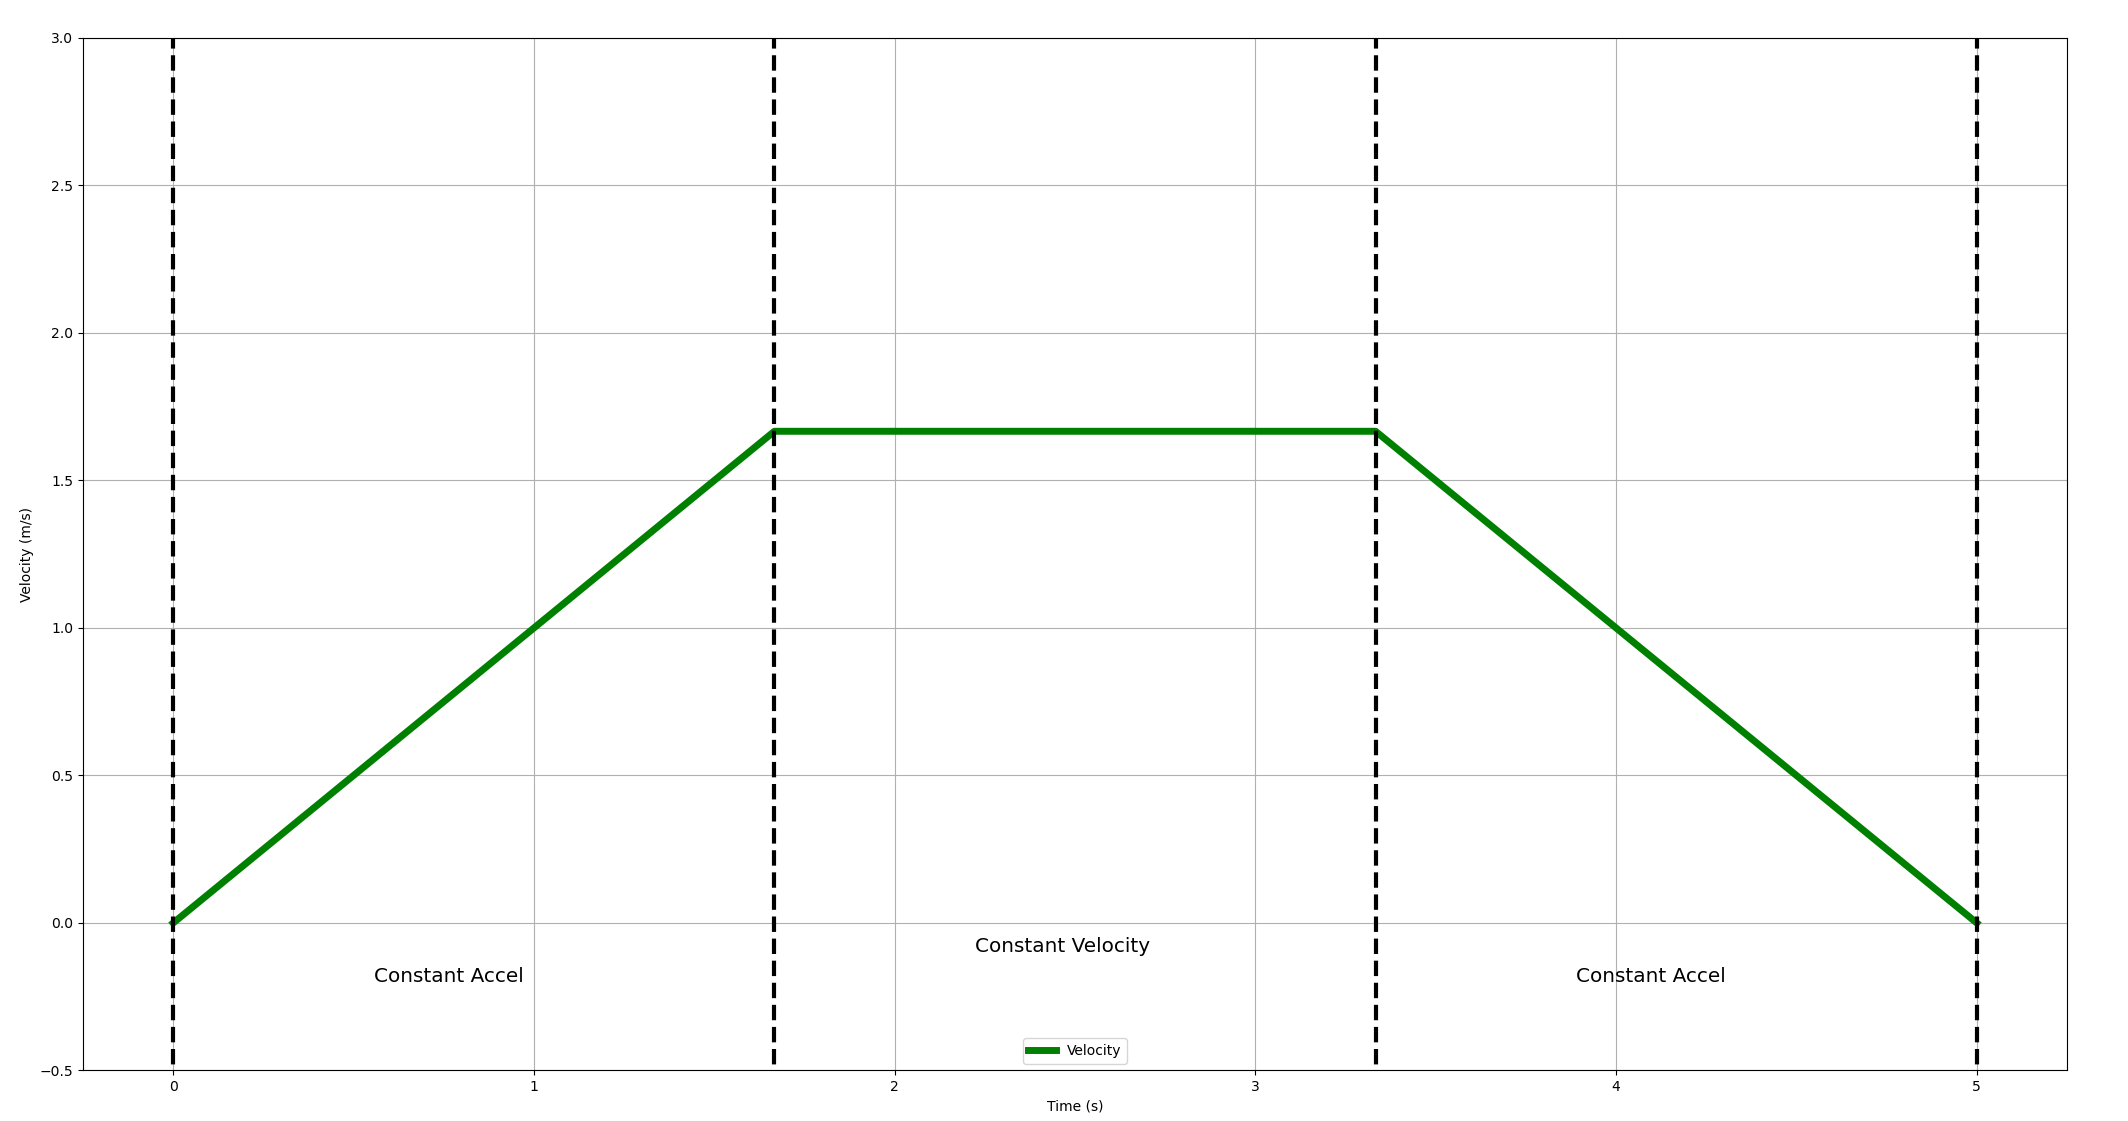 3.0
2.5
2.0
1.5
1.0
0.5
0.0
−0.5
Velocity (m/s)
Constant Accel
Constant Velocity
Constant Accel
Velocity
0 1 2 3 4 5
Time (s)